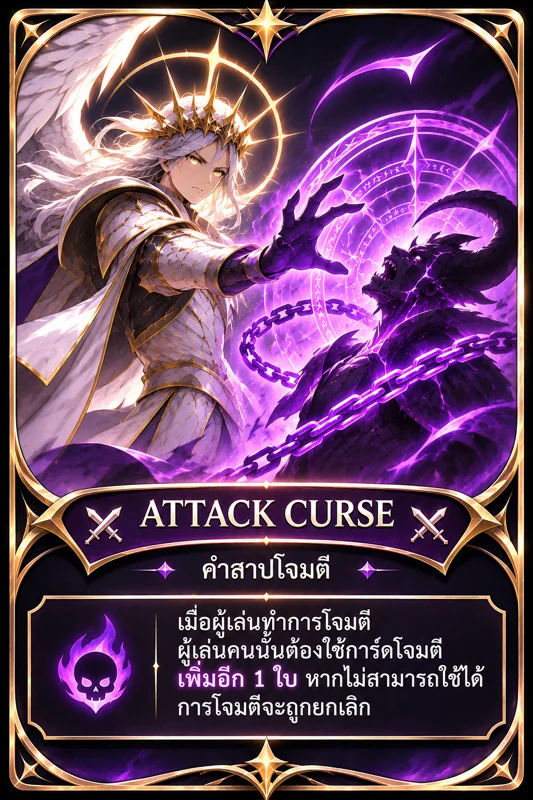 ATTACK CURSE
คำสาปโจมตี
เมื่อผู้เล่นทำการโจมตี
ผู้เล่นคนนั้นต้องใช้การ์ดโจมตี
เพิ่มอีก 1 ใบ หากไม่สามารถใช้ได้
การโจมตีจะถูกยกเลิก